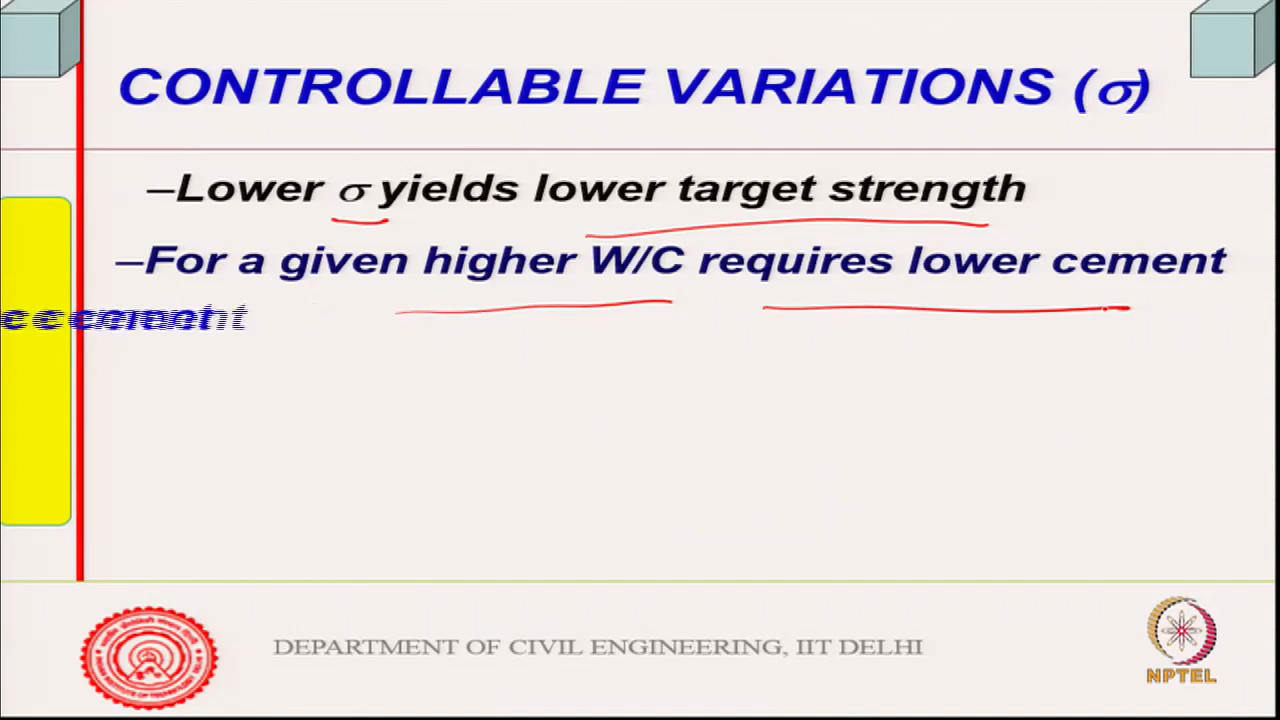 CONTROLLABLE VARIATIONS (σ)
–Lower σ yields lower target strength
–For a given higher W/C requires lower cement
cement
DEPARTMENT OF CIVIL ENGINEERING, IIT DELHI
NPTEL